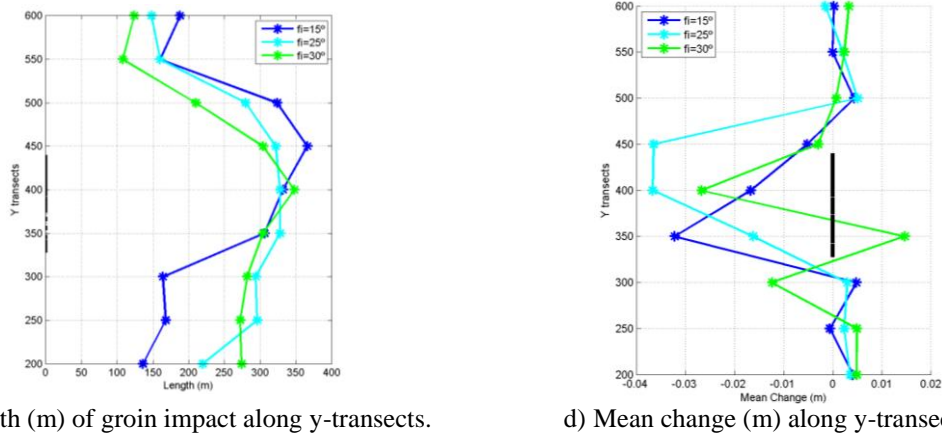 600
550
500
450
400
350
300
250
200
Y transects
0 50 100 150 200 250 300 350 400
Length (m)
fi=15º
fi=25º
fi=30º
600
550
500
450
400
350
300
250
200
Y transects
-0.04 -0.03 -0.02 -0.01 0 0.01 0.02
Mean Change (m)
fi=15º
fi=25º
fi=30º
(m) of groin impact along y-transects.
d) Mean change (m) along